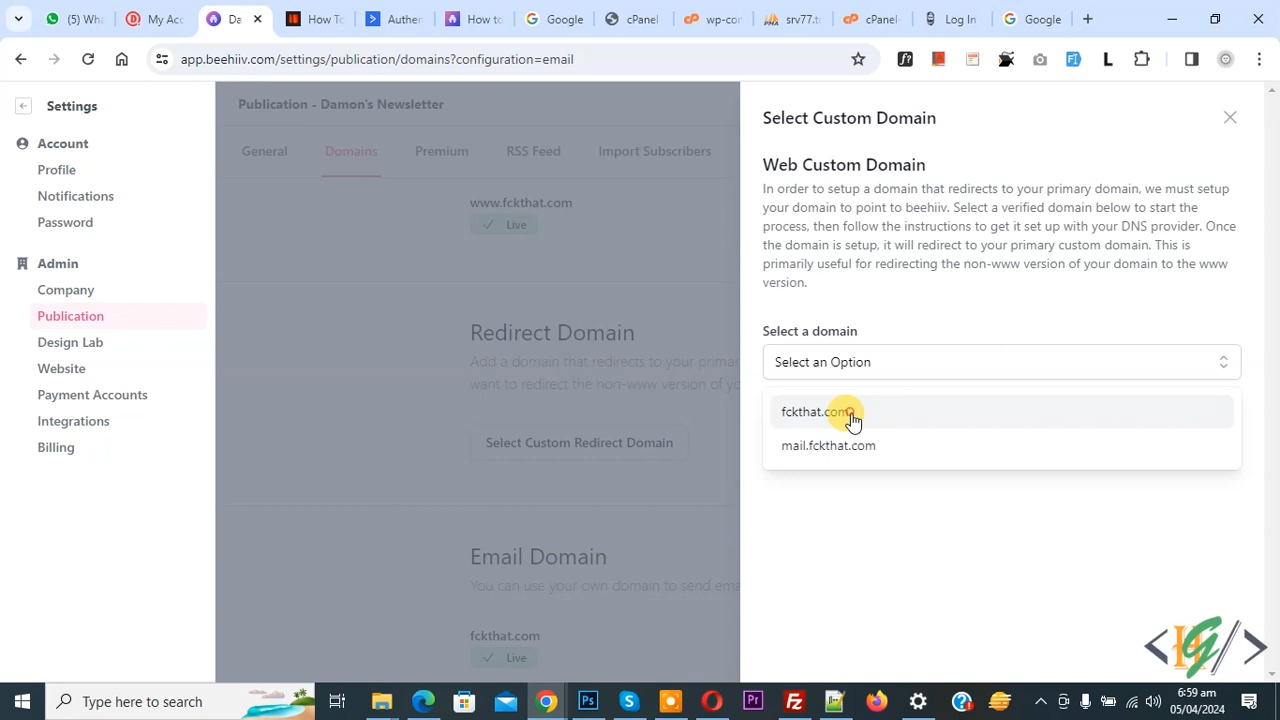 (5) Wha
My Acc
Da
How To
Auther
How to
Google
cPanel
wp-con
srv77.t
cPanel-
Log In
Google
app.beehiiv.com/settings/publication/domains?configuration=email
Settings
Account
Profile
Notifications
Password
Admin
Company
Publication
Design Lab
Website
Payment Accounts
Integrations
Billing
Publication - Damon's Newsletter
General
Domains
Premium
RSS Feed
Import Subscribers
www.fckthat.com
Live
Redirect Domain
Add a domain that redirects to your primar
want to redirect the non-www version of yo
Select Custom Redirect Domain
Email Domain
You can use your own domain to send ema
fckthat.com
Live
Select Custom Domain
Web Custom Domain
In order to setup a domain that redirects to your primary domain, we must setup
your domain to point to beehiiv. Select a verified domain below to start the
process, then follow the instructions to get it set up with your DNS provider. Once
the domain is setup, it will redirect to your primary custom domain. This is
primarily useful for redirecting the non-www version of your domain to the www
version.
Select a domain
Select an Option
fckthat.com
mail.fckthat.com
Type here to search
6:59 am
05/04/2024